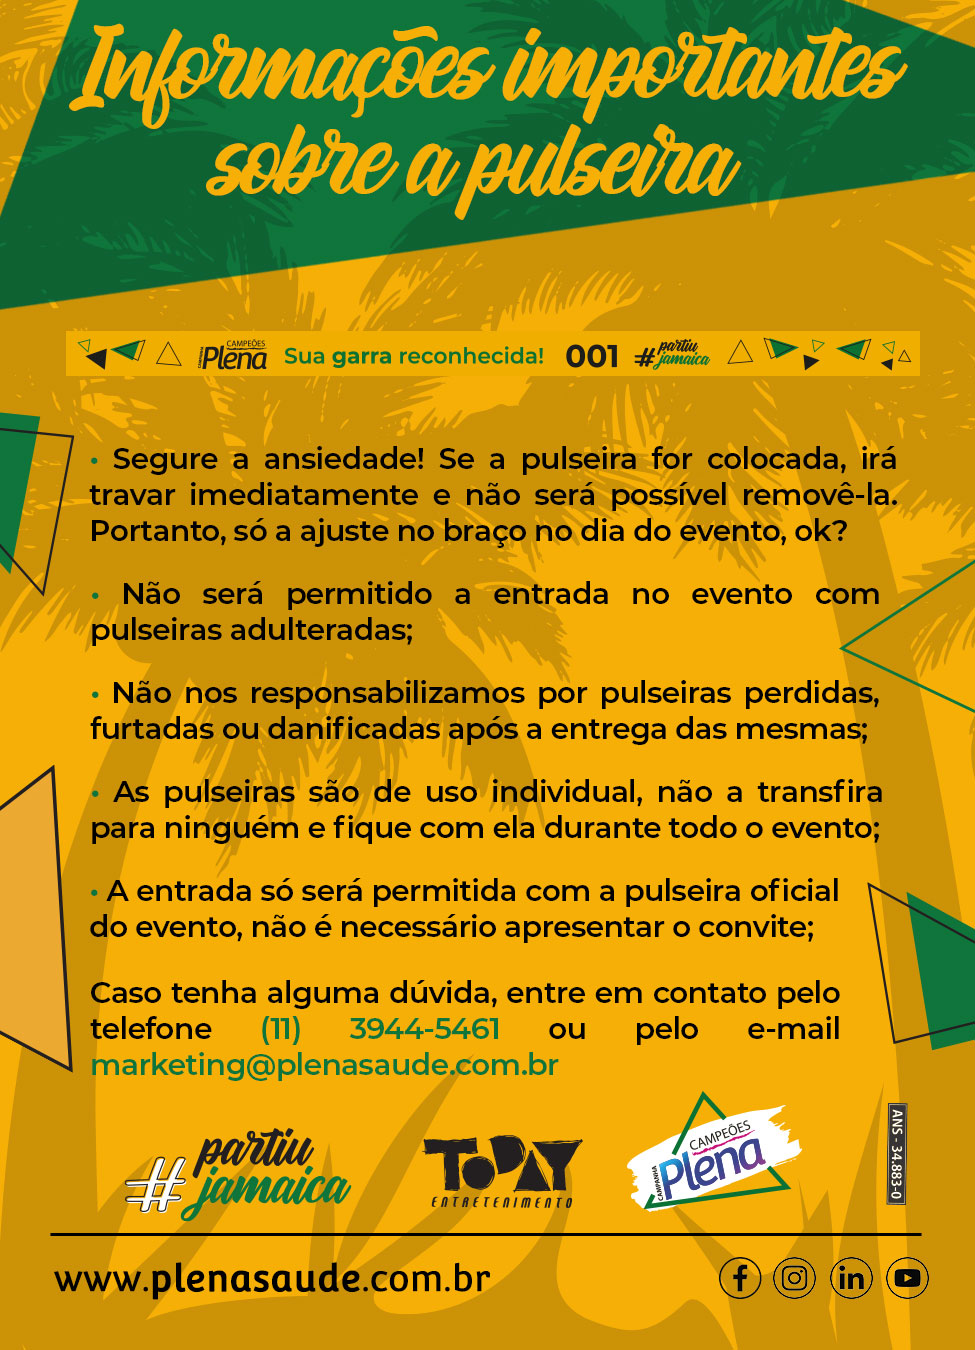 Informações importantes
sobre a pulseira
CAMPANHA
CAMPEÕES
Plena
Sua garra reconhecida!
001
#partiu
jamaica
• Segure a ansiedade! Se a pulseira for colocada, irá
travar imediatamente e não será possível removê-la.
Portanto, só a ajuste no braço no dia do evento, ok?
• Não será permitido a entrada no evento com
pulseiras adulteradas;
• Não nos responsabilizamos por pulseiras perdidas,
furtadas ou danificadas após a entrega das mesmas;
• As pulseiras são de uso individual, não a transfira
para ninguém e fique com ela durante todo o evento;
• A entrada só será permitida com a pulseira oficial
do evento, não é necessário apresentar o convite;
Caso tenha alguma dúvida, entre em contato pelo
telefone (11) 3944-5461 ou pelo e-mail
marketing@plenasaude.com.br
#partiu
jamaica
TODAY
ENTRETENIMENTO
CAMPANHA
CAMPEÕES
Plena
ANS - 34.883-0
www.plenasaude.com.br